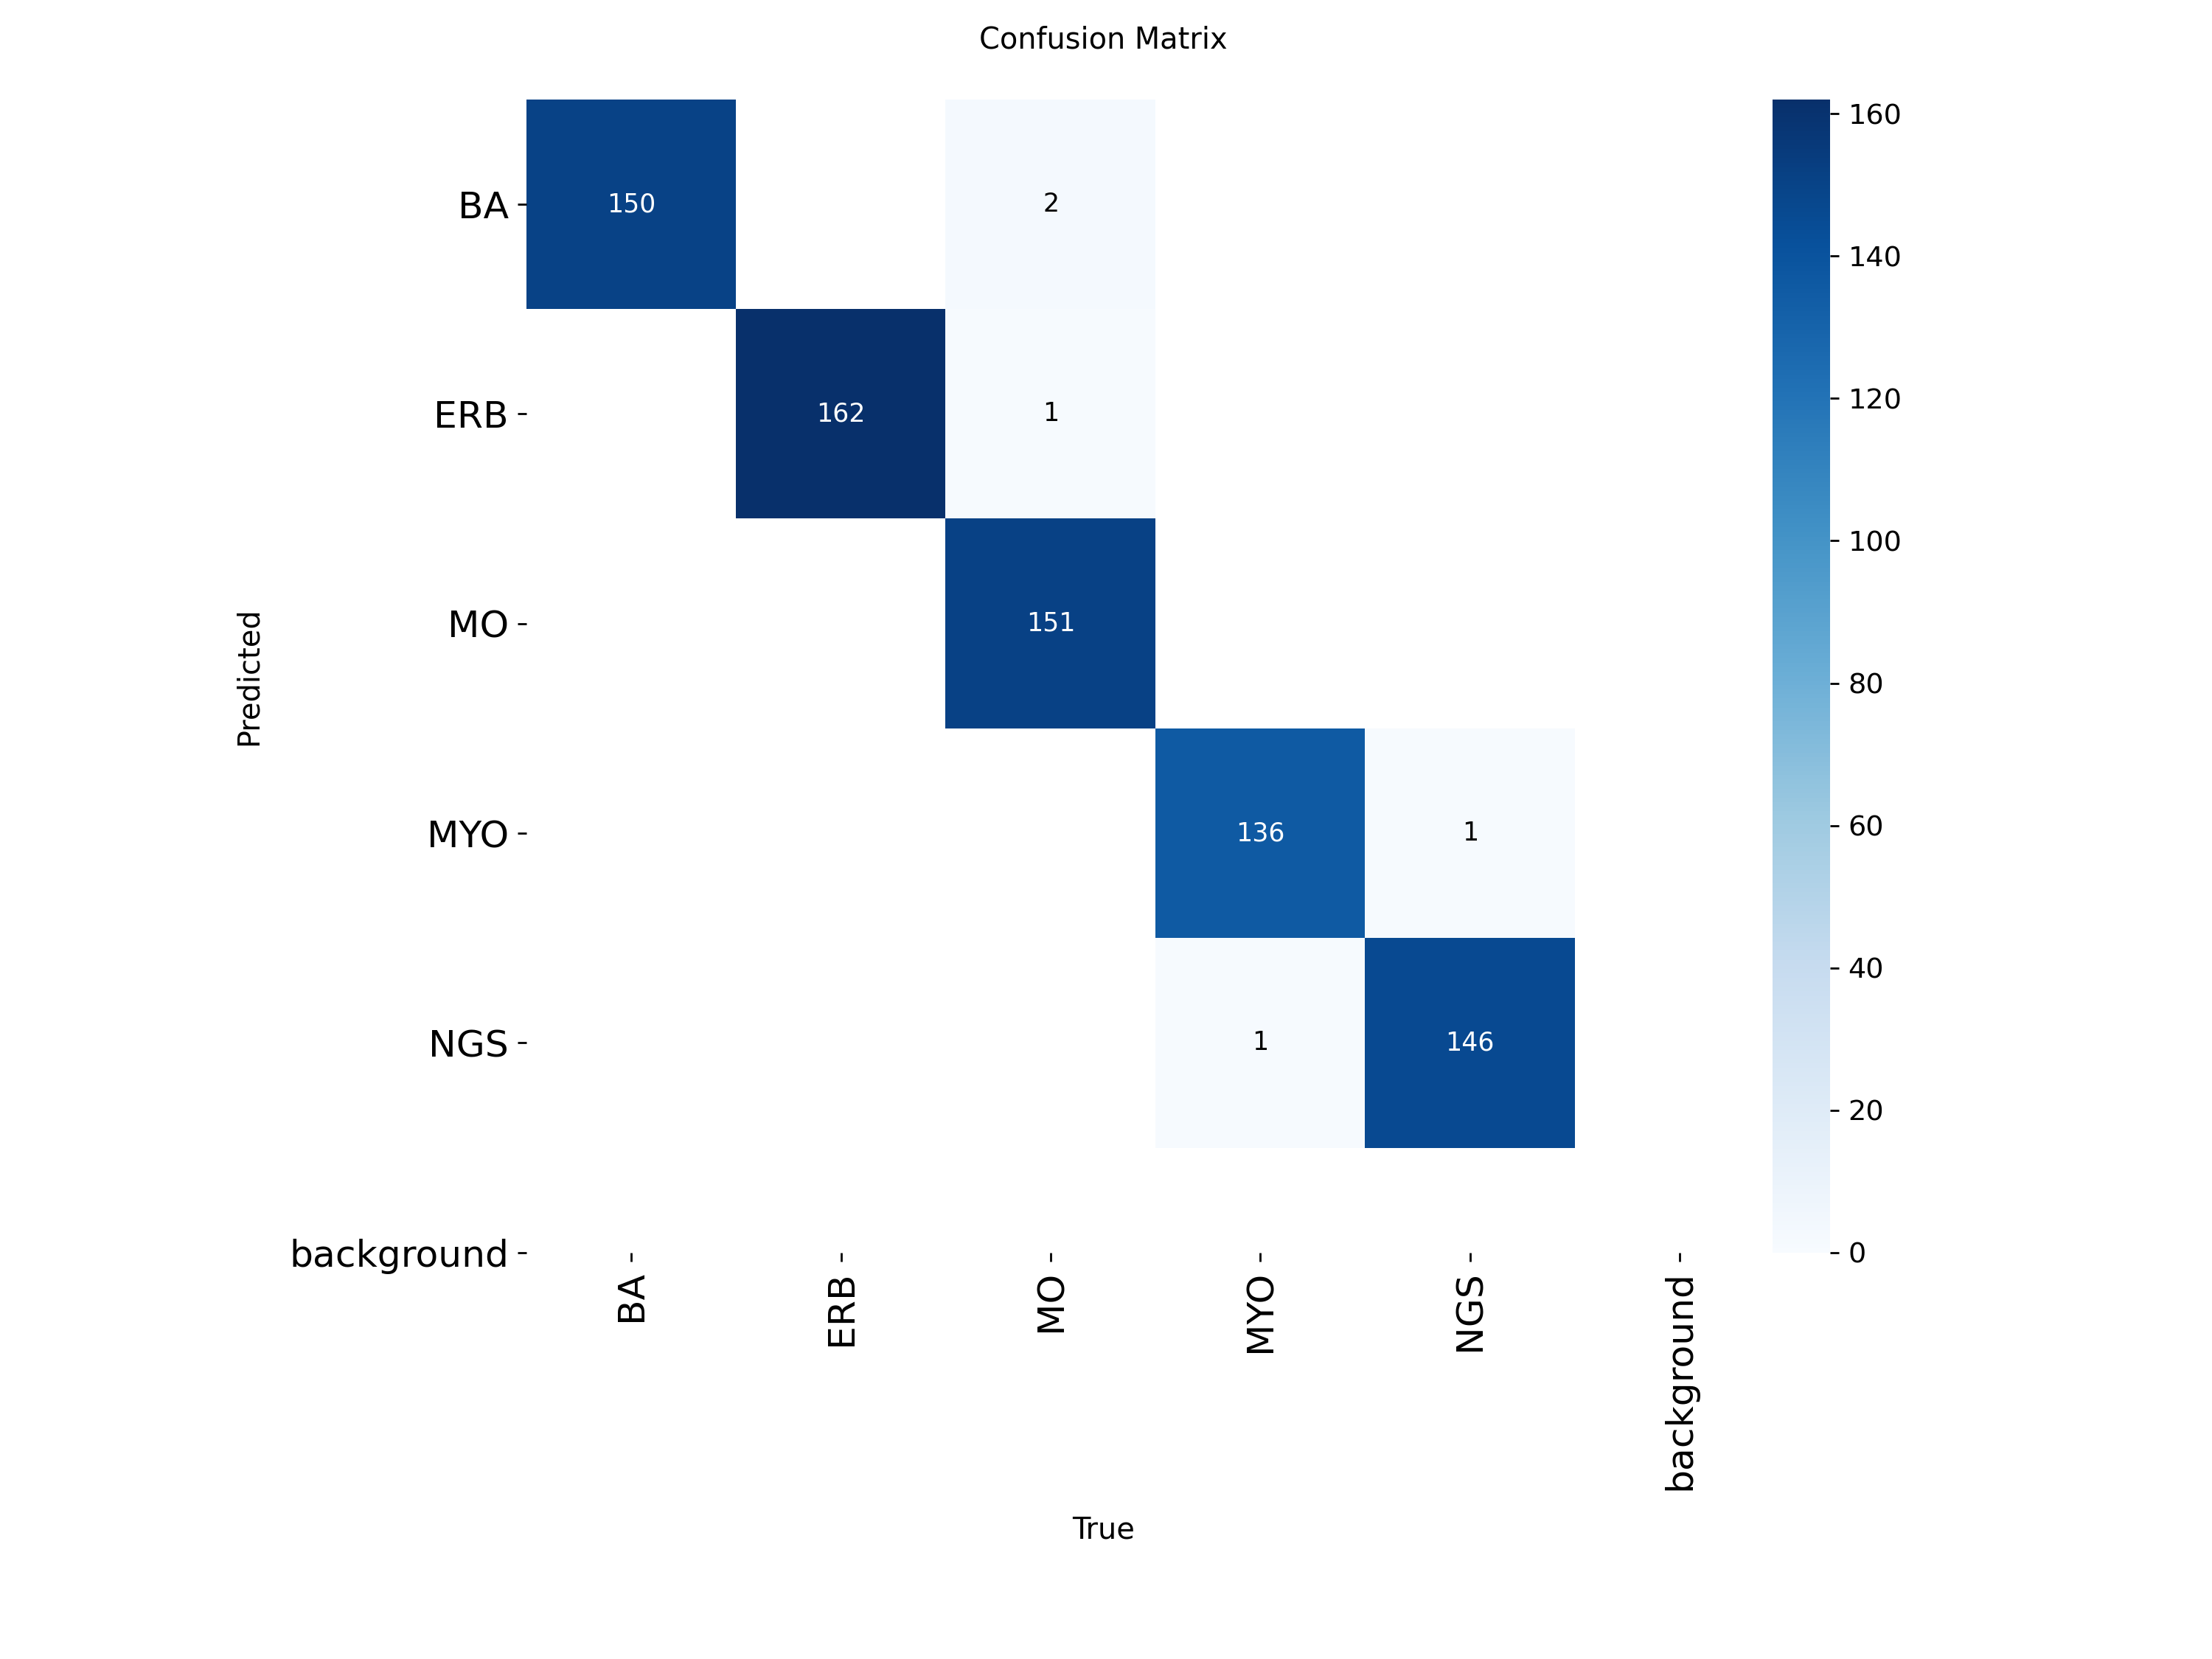 Confusion Matrix
BA
150
2
ERB
162
1
MO
151
MYO
136
1
NGS
1
146
background
Predicted
BA
ERB
MO
MYO
NGS
background
True
160
140
120
100
80
60
40
20
0